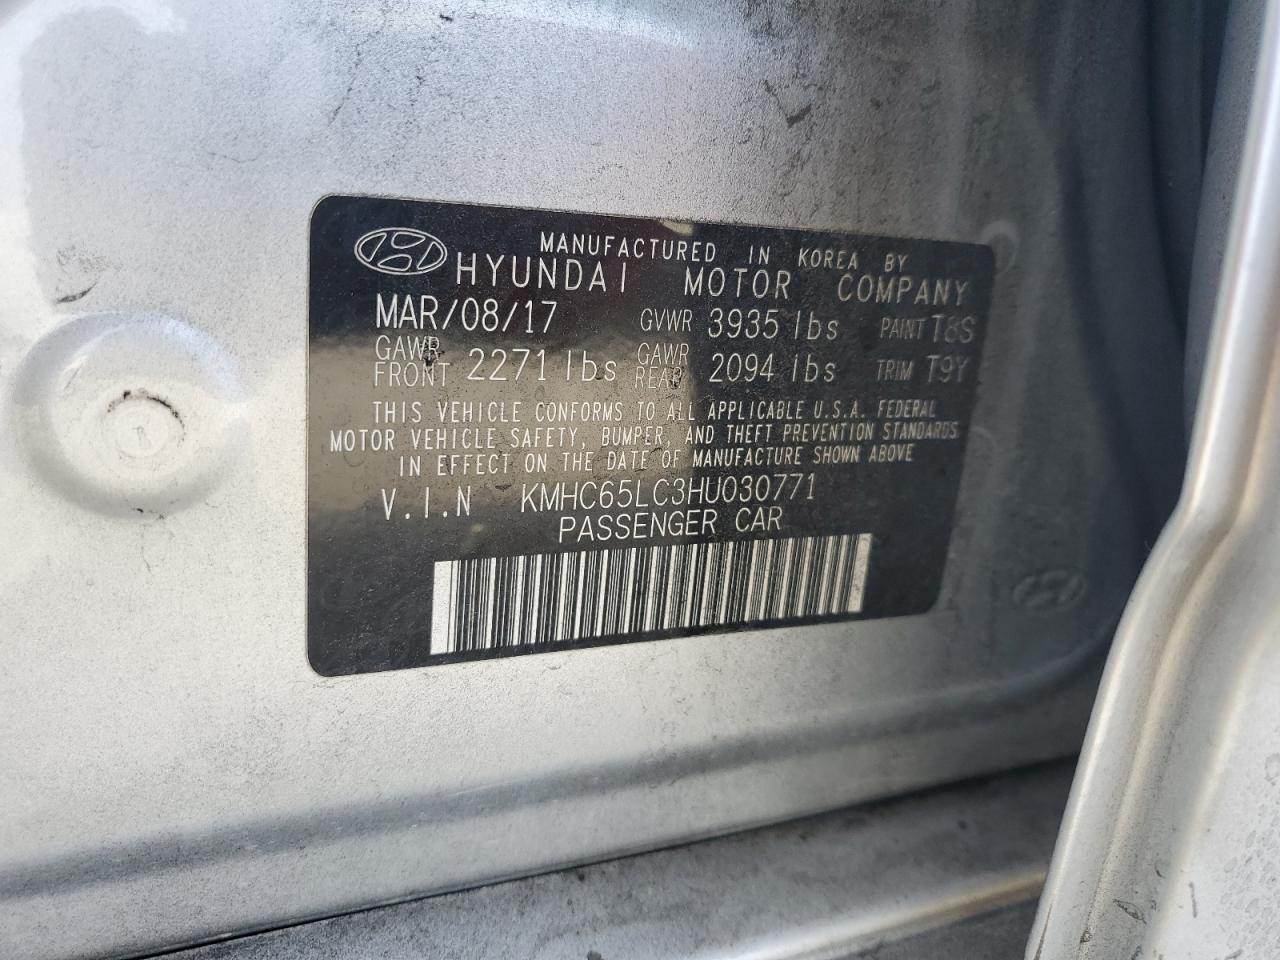 MANUFACTURED IN KOREA BY
HYUNDAI MOTOR COMPANY
MAR/08/17 GVWR 3935 lbs PAINT T8S
GAWR FRONT 2271 lbs GAWR REAR 2094 lbs TRIM T9Y
THIS VEHICLE CONFORMS TO ALL APPLICABLE U.S.A. FEDERAL
MOTOR VEHICLE SAFETY, BUMPER, AND THEFT PREVENTION STANDARDS
IN EFFECT ON THE DATE OF MANUFACTURE SHOWN ABOVE
V.I.N KMHC65LC3HU030771
PASSENGER CAR